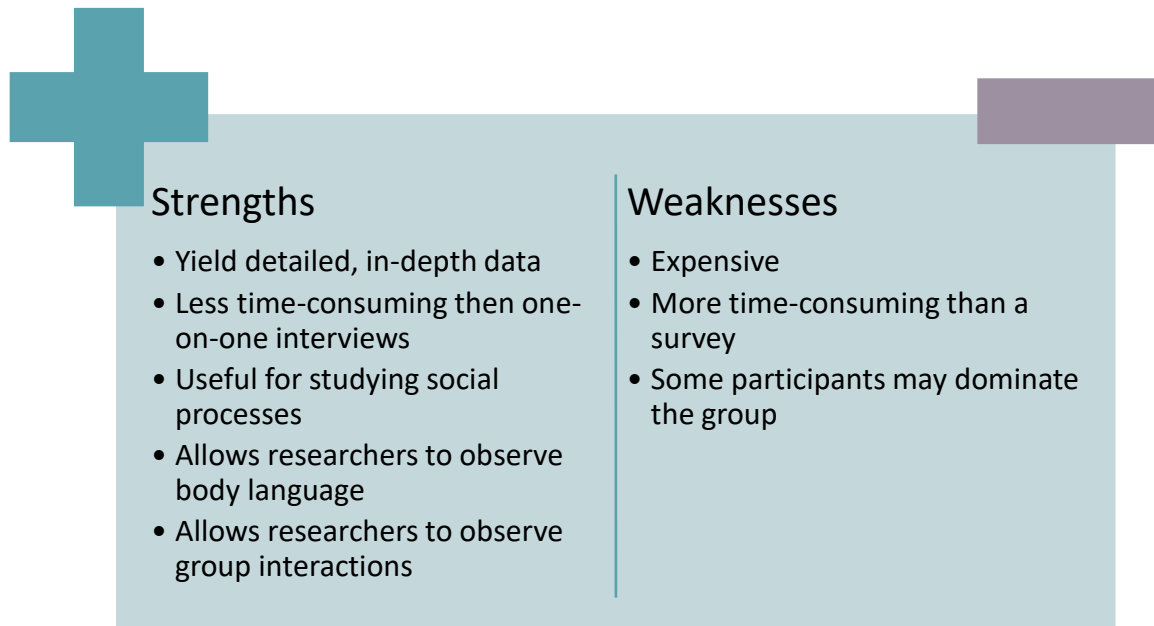 Strengths
• Yield detailed, in-depth data
• Less time-consuming then one-
on-one interviews
• Useful for studying social
processes
• Allows researchers to observe
body language
• Allows researchers to observe
group interactions
Weaknesses
• Expensive
• More time-consuming than a
survey
• Some participants may dominate
the group